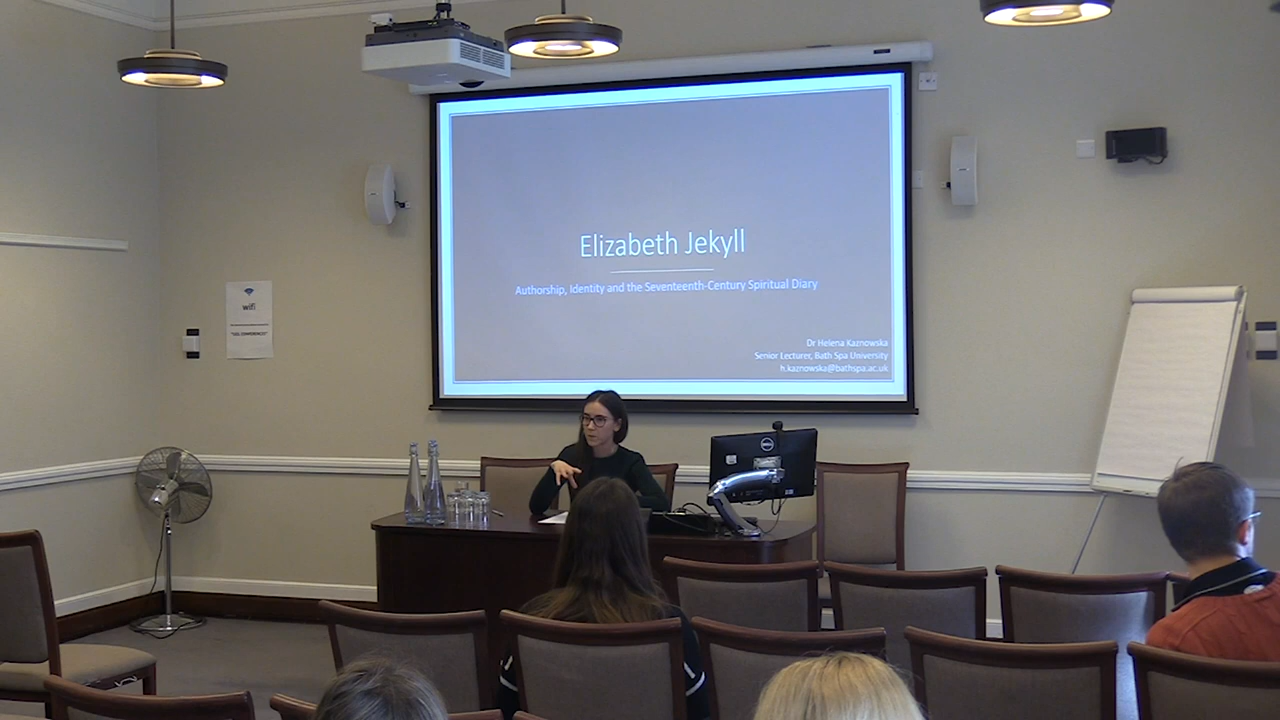 Elizabeth Jekyll
Authorship, Identity and the Seventeenth-Century Spiritual Diary
Dr Helena Kaznowska
Senior Lecturer, Bath Spa University
h.kaznowska@bathspa.ac.uk
wifi
DELL